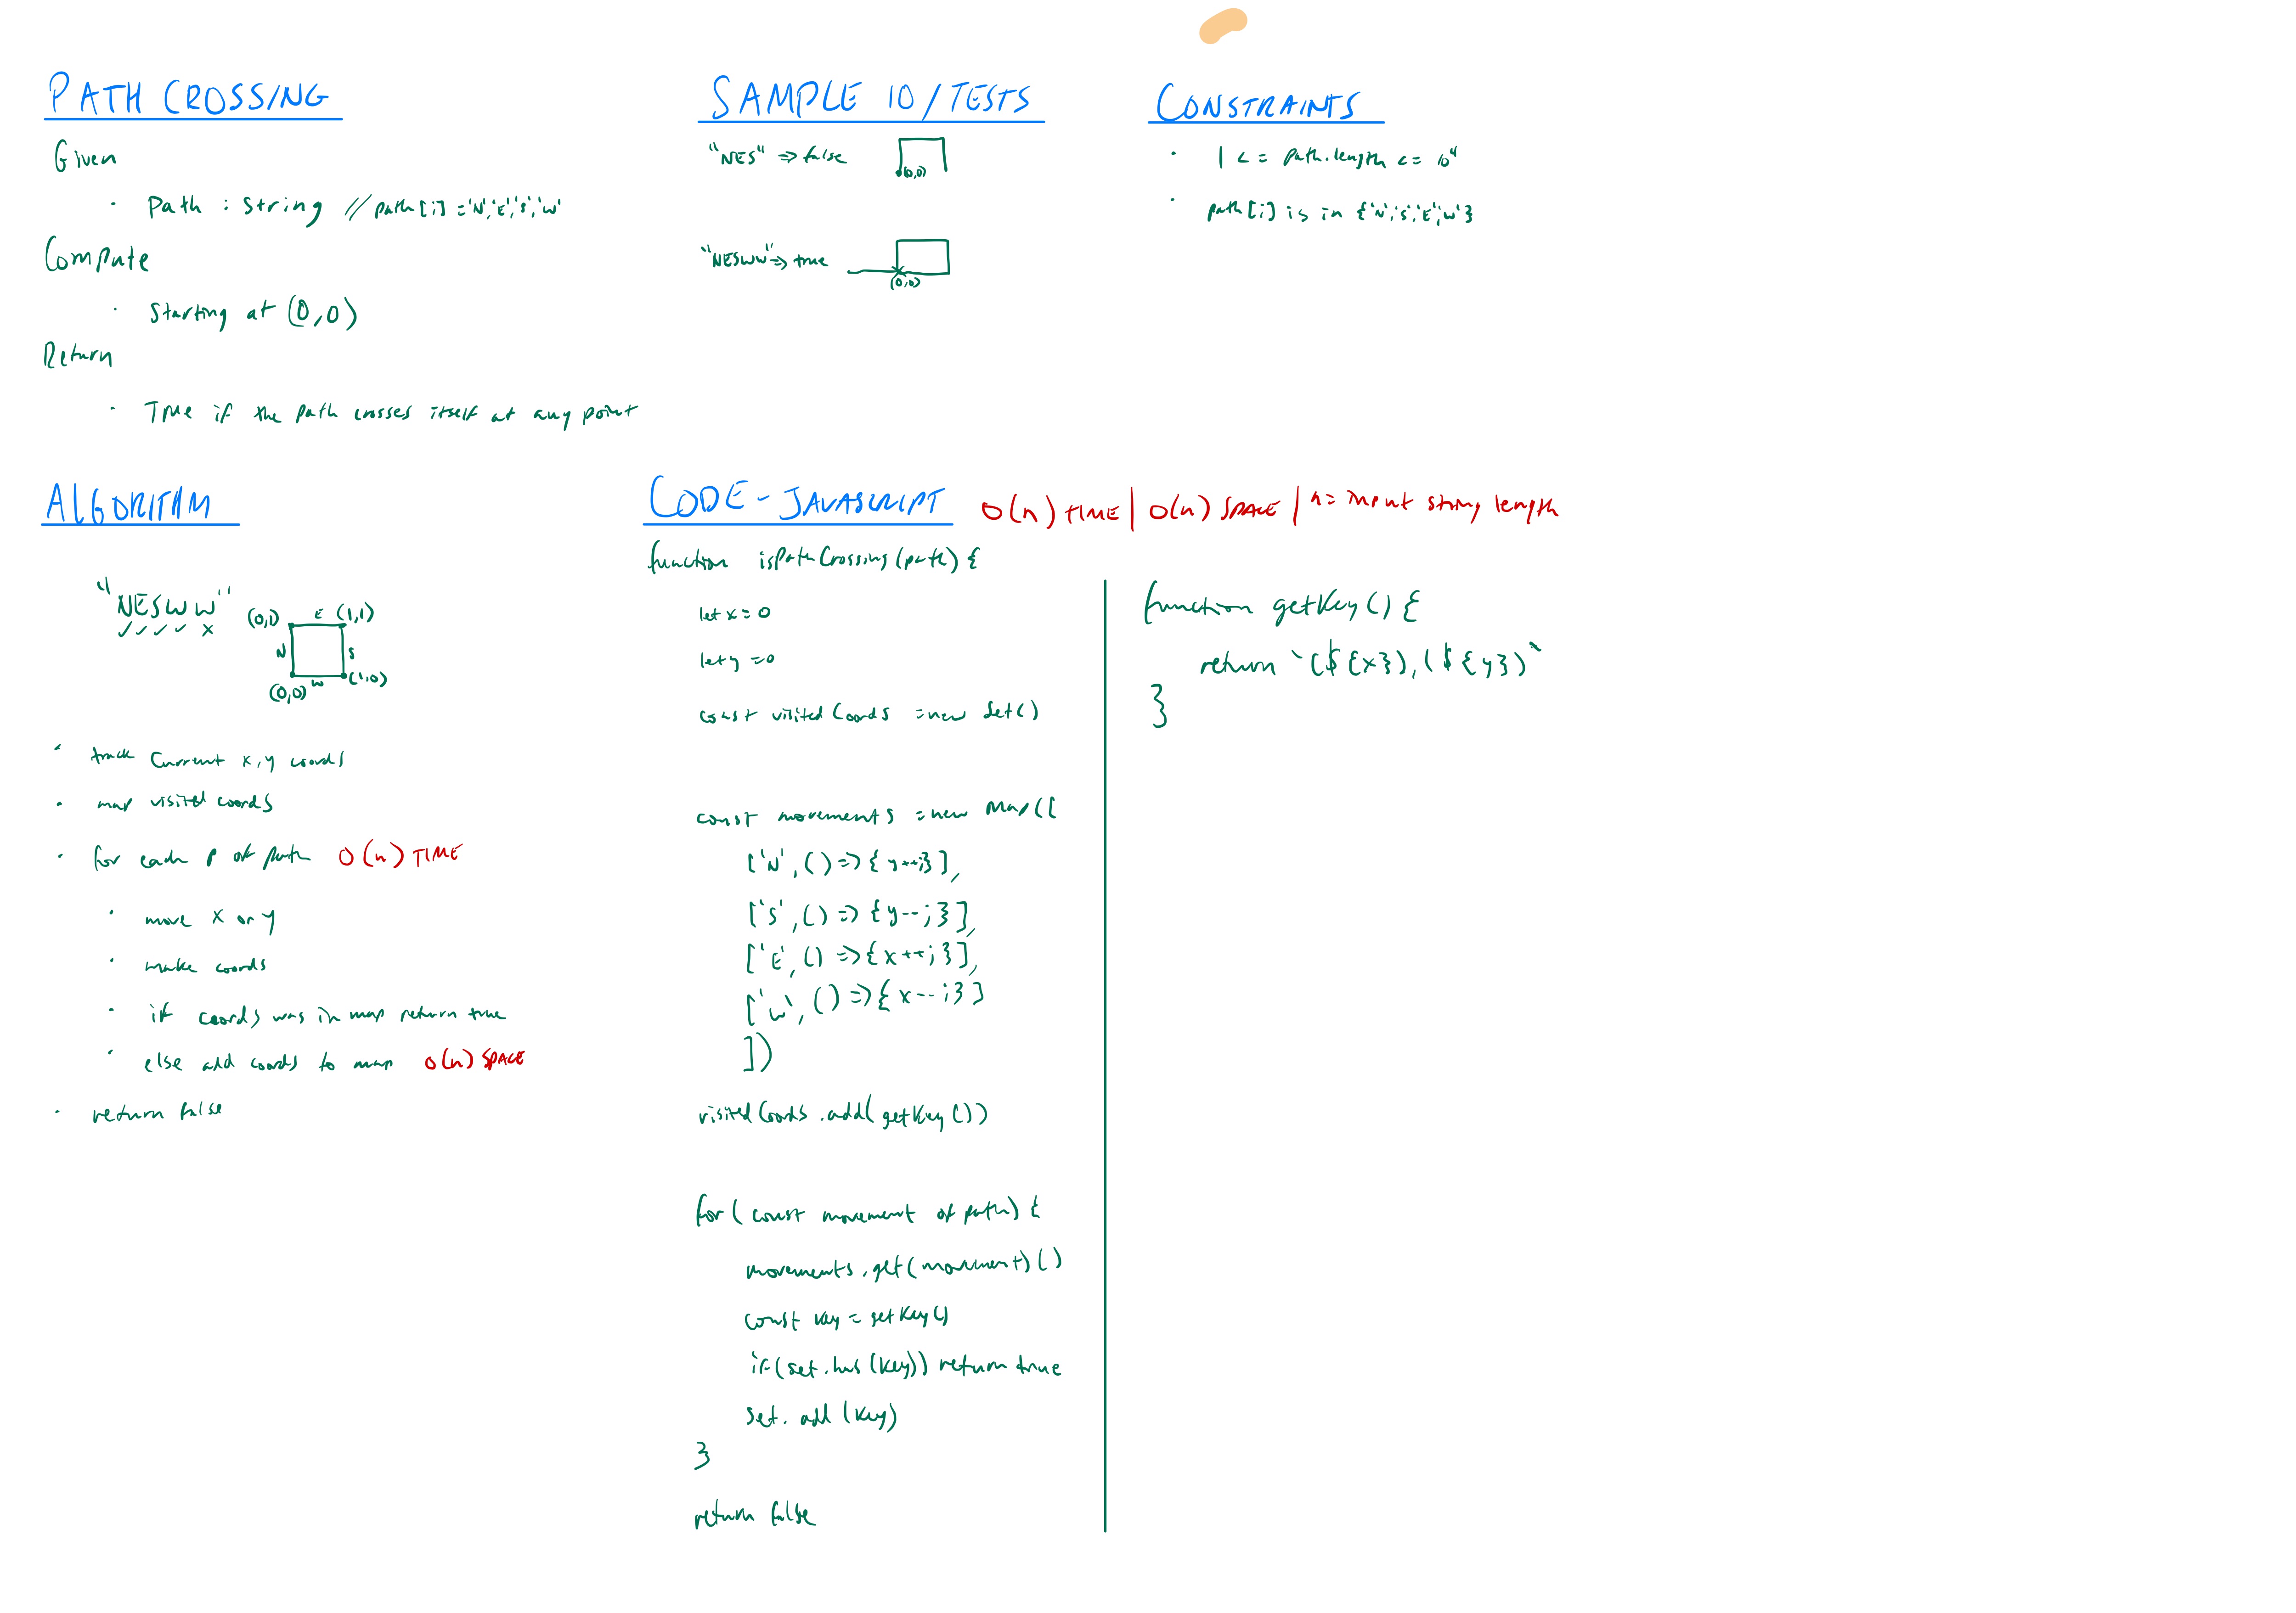 PATH CROSSING
Given
· Path : string // path[i] = 'N','E','S','W'
Compute
· Starting at (0,0)
Return
· True if the path crosses itself at any point
SAMPLE IO/TESTS
"NES" => false
(0,0)
"NESWW" => true
(0,0)
CONSTRAINTS
· 1 <= path.length <= 10⁴
· path[i] is in {'N','S','E','W'}
ALGORITHM
"NESWW"
✓ ✓ ✓ ✓ x
(0,1) E (1,1)
N S
(0,0) W (1,0)
· track current x,y coords
· map visited coords
· for each p of path O(n) TIME
· move x or y
· make coords
· if coords was in map return true
· else add coords to map O(n) SPACE
· return false
CODE - JAVASCRIPT O(n) TIME | O(n) SPACE | n = input string length
function isPathCrossing(path) {
let x = 0
let y = 0
const visitedCoords = new Set()
const movements = new Map([
['N', () => { y++; }],
['S', () => { y--; }],
['E', () => { x++; }],
['W', () => { x--; }]
])
visitedCoords.add(getKey())
for (const movement of path) {
movements.get(movement)()
const key = getKey()
if (set.has(key)) return true
set.add(key)
}
return false
function getKey() {
return `(${x}),(${y})`
}